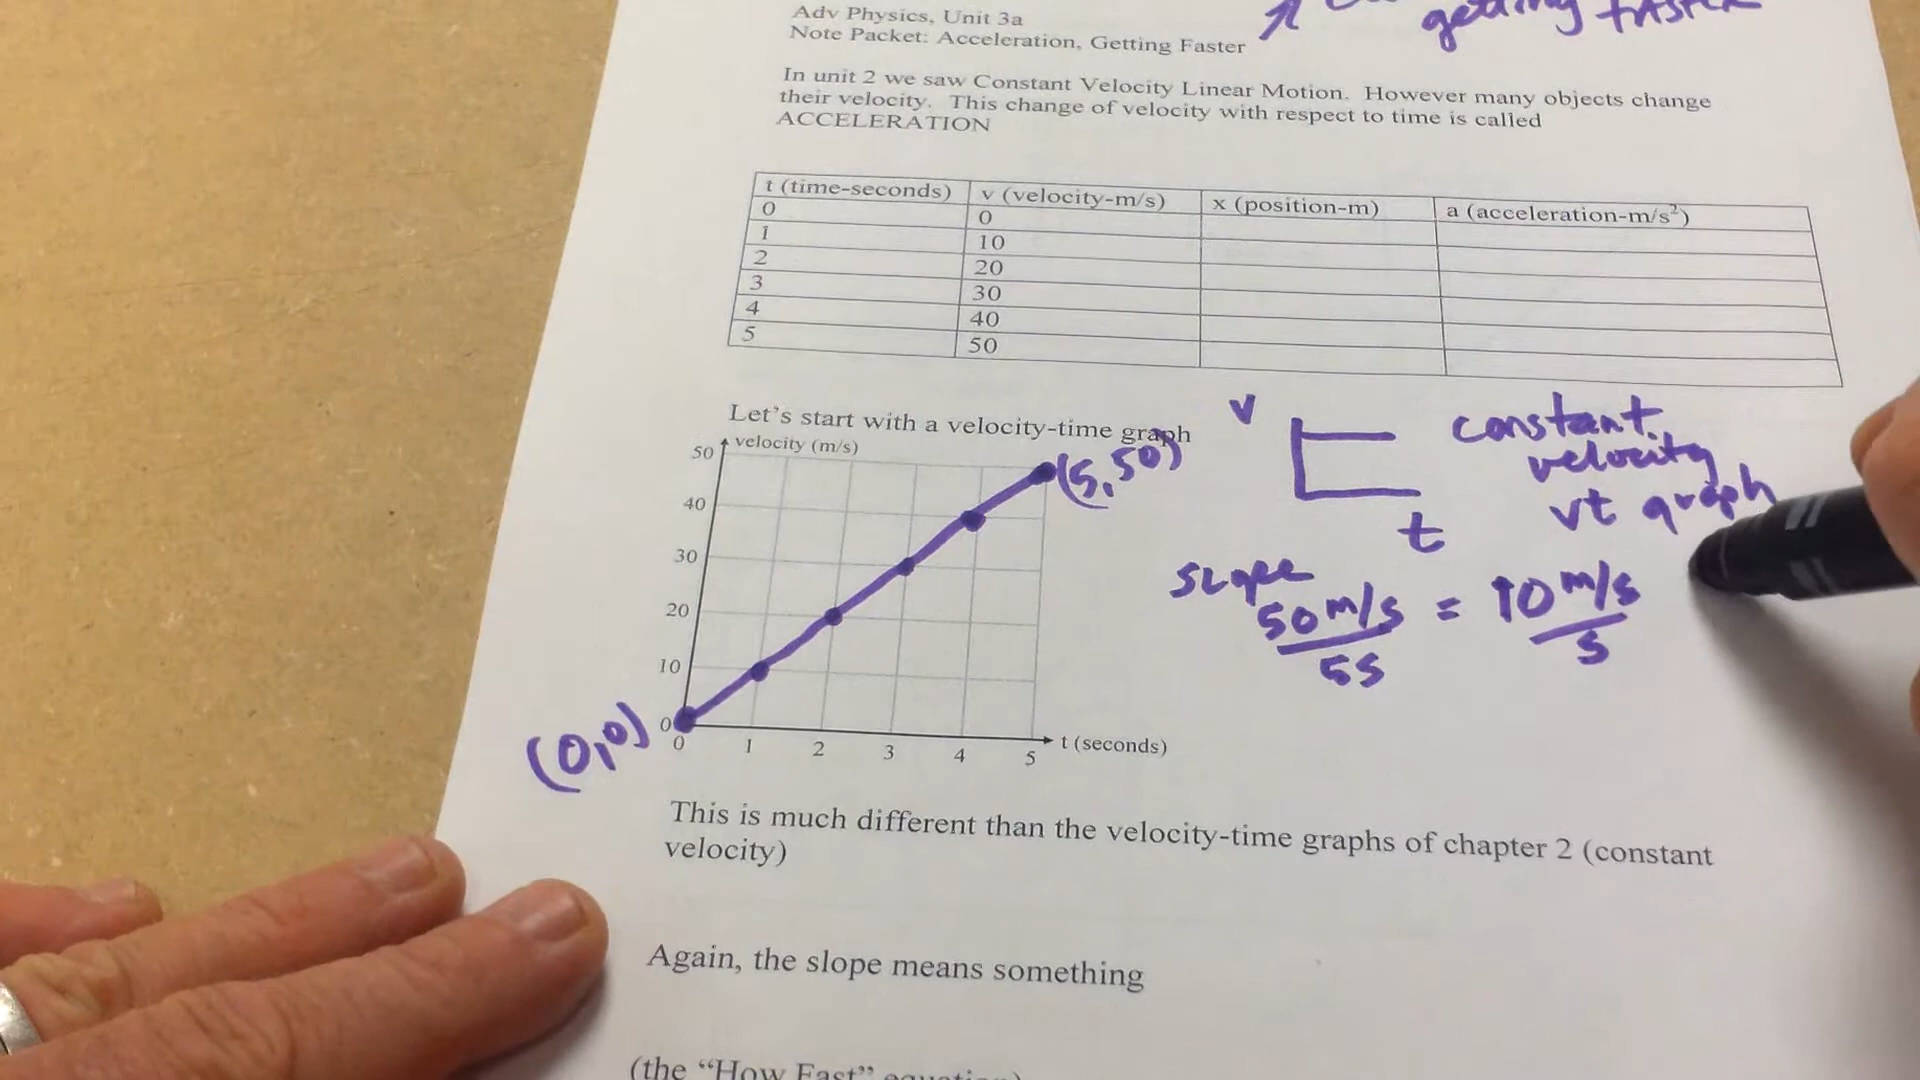 getting FASTER
Adv Physics, Unit 3a
Note Packet: Acceleration, Getting Faster
In unit 2 we saw Constant Velocity Linear Motion. However many objects change
their velocity. This change of velocity with respect to time is called
ACCELERATION
t (time-seconds) v (velocity-m/s) x (position-m) a (acceleration-m/s²)
0 0
1 10
2 20
3 30
4 40
5 50
Let's start with a velocity-time graph
velocity (m/s)
50
40
30
20
10
0
0 1 2 3 4 5
t (seconds)
(5,50)
(0,0)
v
t
constant
velocity
vt graph
slope
50 m/s = 10 m/s
5s s
This is much different than the velocity-time graphs of chapter 2 (constant
velocity)
Again, the slope means something
(the "How Fast" equation)